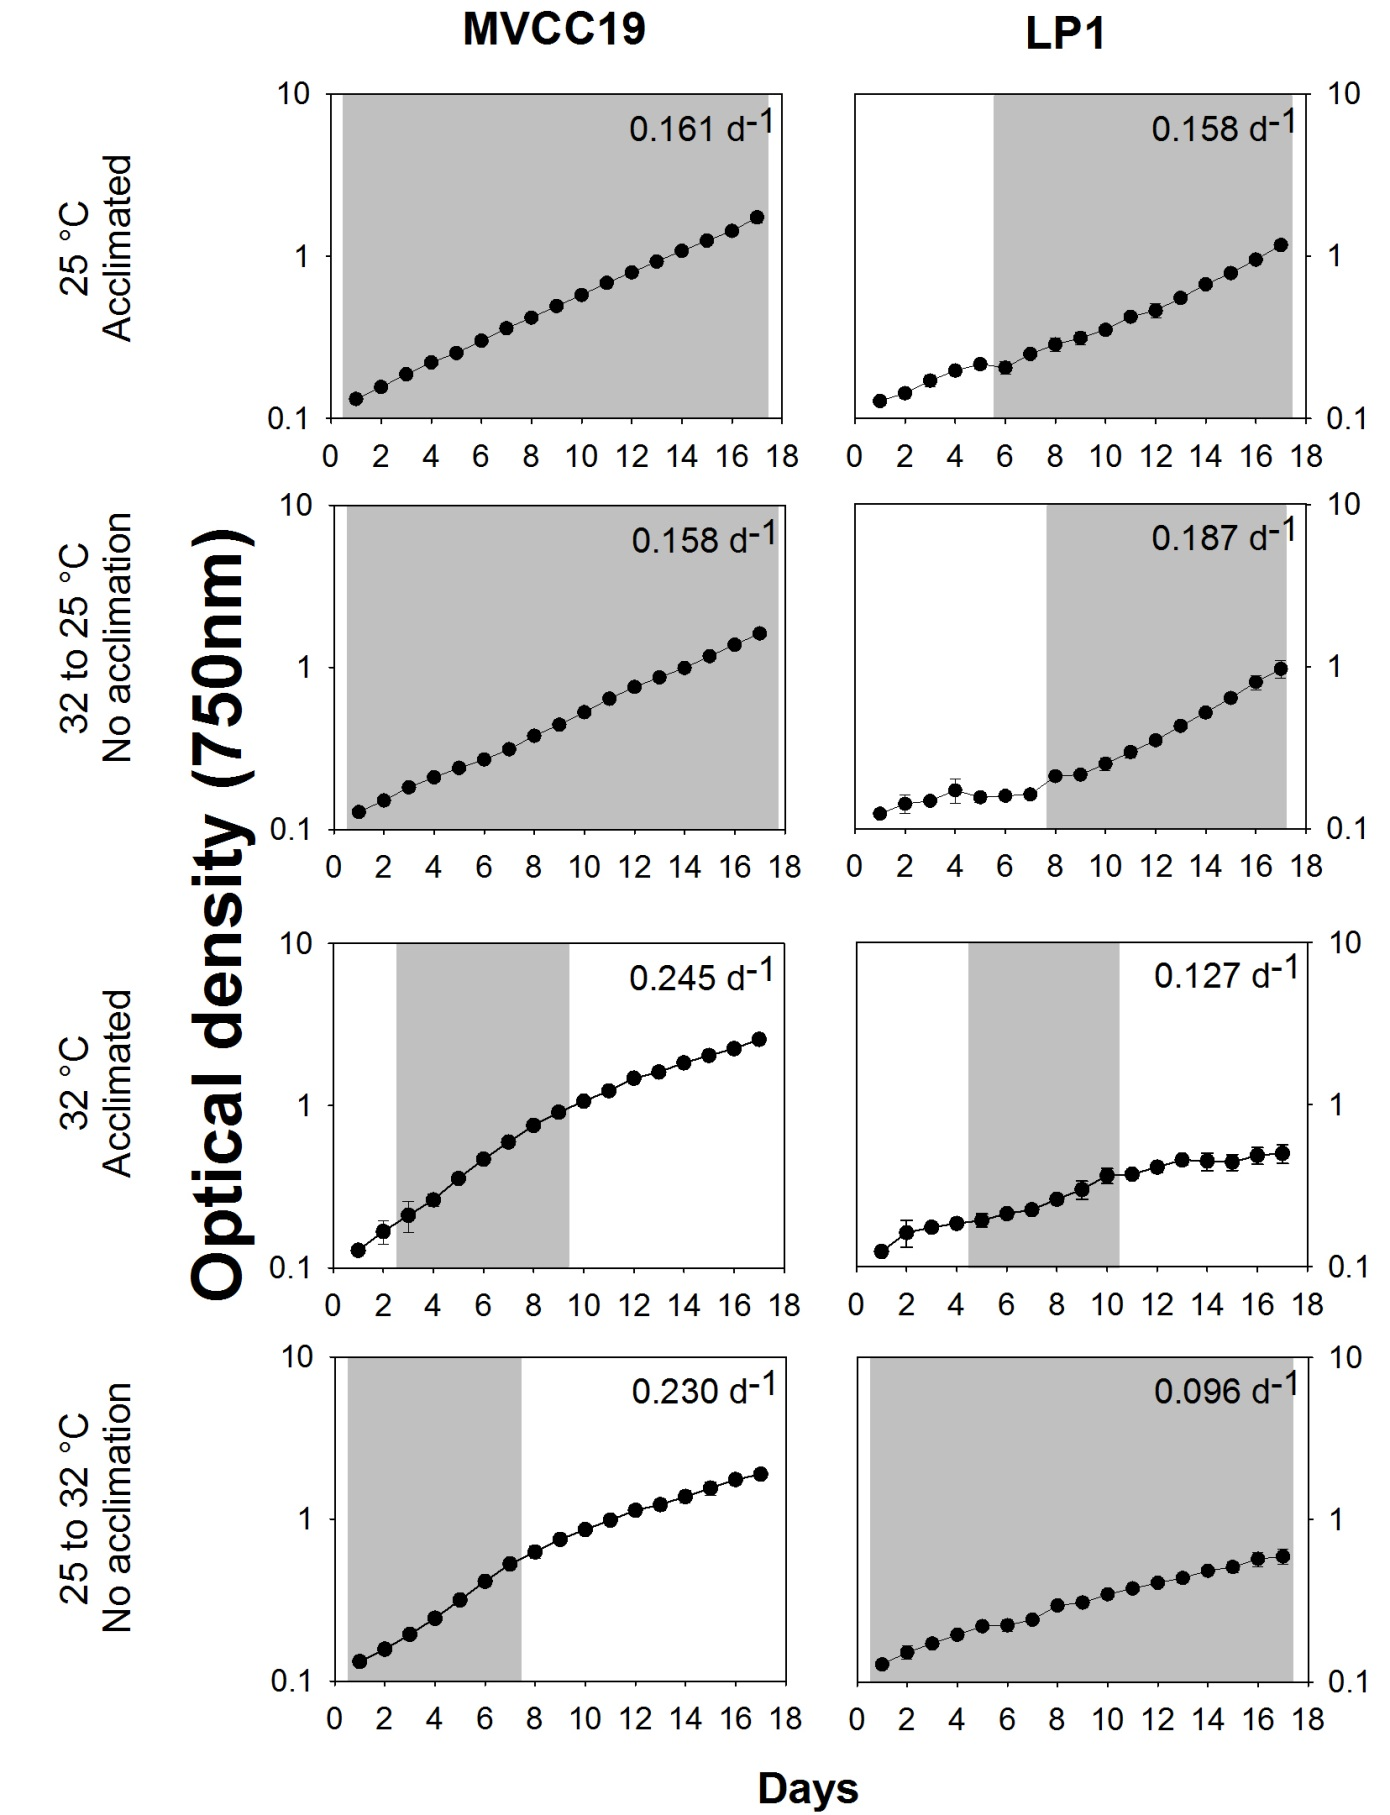 MVCC19
LP1
25 °C
Acclimated
10
1
0.1
0.161 d-1
0 2 4 6 8 10 12 14 16 18
0.158 d-1
10
1
0.1
0 2 4 6 8 10 12 14 16 18
32 to 25 °C
No acclimation
10
1
0.1
0.158 d-1
0 2 4 6 8 10 12 14 16 18
0.187 d-1
10
1
0.1
0 2 4 6 8 10 12 14 16 18
Optical density (750nm)
32 °C
Acclimated
10
1
0.1
0.245 d-1
0 2 4 6 8 10 12 14 16 18
0.127 d-1
10
1
0.1
0 2 4 6 8 10 12 14 16 18
25 to 32 °C
No acclimation
10
1
0.1
0.230 d-1
0 2 4 6 8 10 12 14 16 18
0.096 d-1
10
1
0.1
0 2 4 6 8 10 12 14 16 18
Days